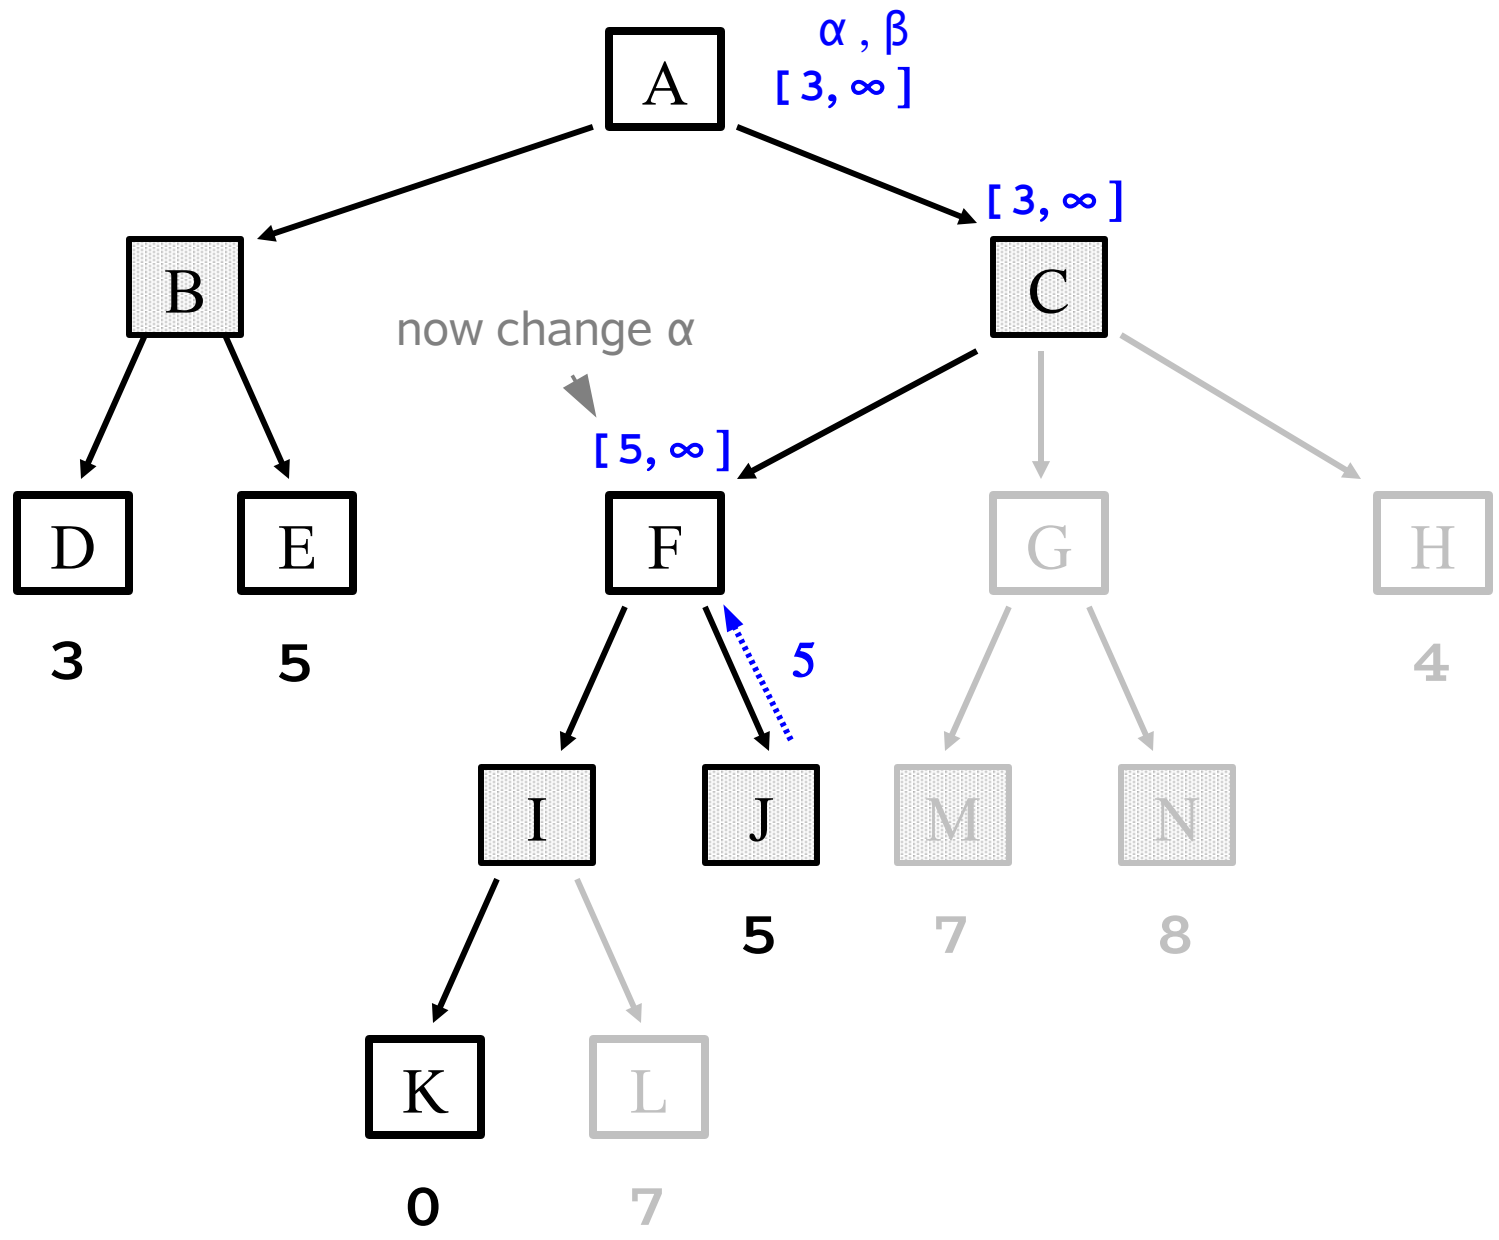 α , β
A
[ 3, ∞ ]
[ 3, ∞ ]
B
C
now change α
[ 5, ∞ ]
D
E
F
G
H
3
5
5
4
I
J
M
N
5
7
8
K
L
0
7